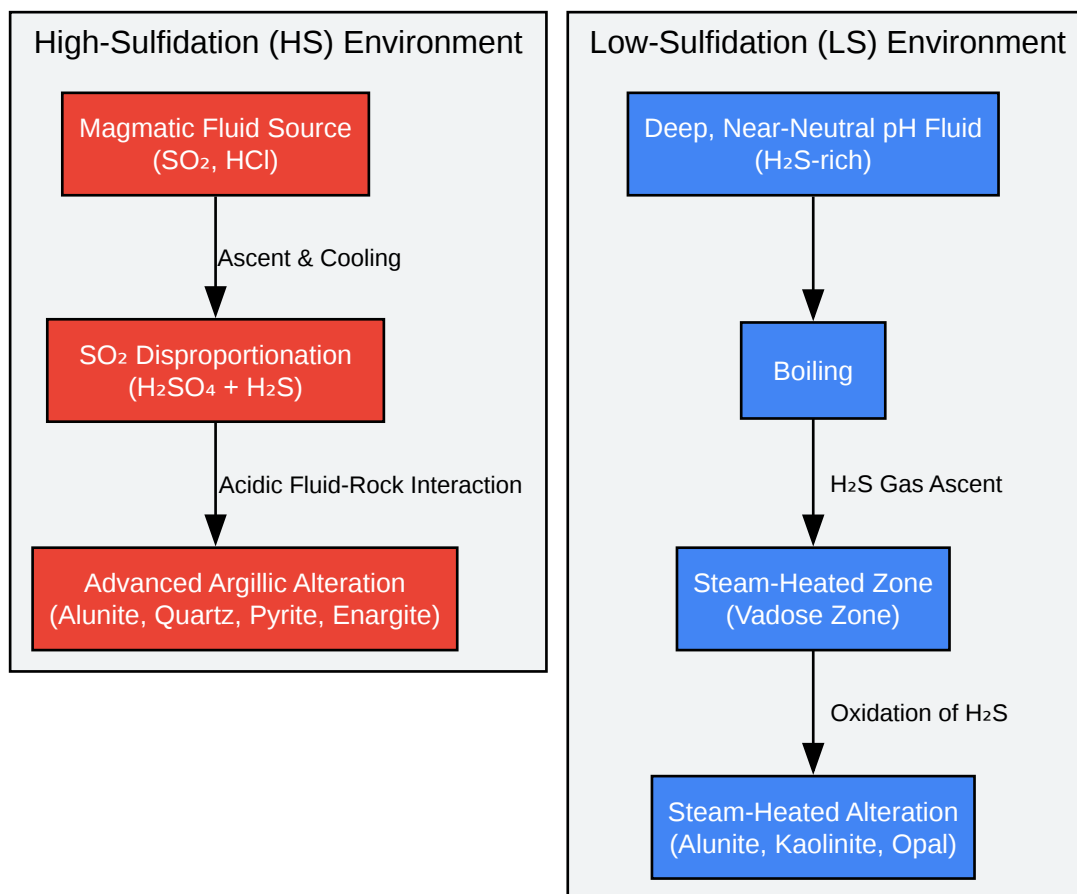 High-Sulfidation (HS) Environment
Magmatic Fluid Source
(SO₂, HCl)
Ascent & Cooling
SO₂ Disproportionation
(H₂SO₄ + H₂S)
Acidic Fluid-Rock Interaction
Advanced Argillic Alteration
(Alunite, Quartz, Pyrite, Enargite)
Low-Sulfidation (LS) Environment
Deep, Near-Neutral pH Fluid
(H₂S-rich)
Boiling
H₂S Gas Ascent
Steam-Heated Zone
(Vadose Zone)
Oxidation of H₂S
Steam-Heated Alteration
(Alunite, Kaolinite, Opal)